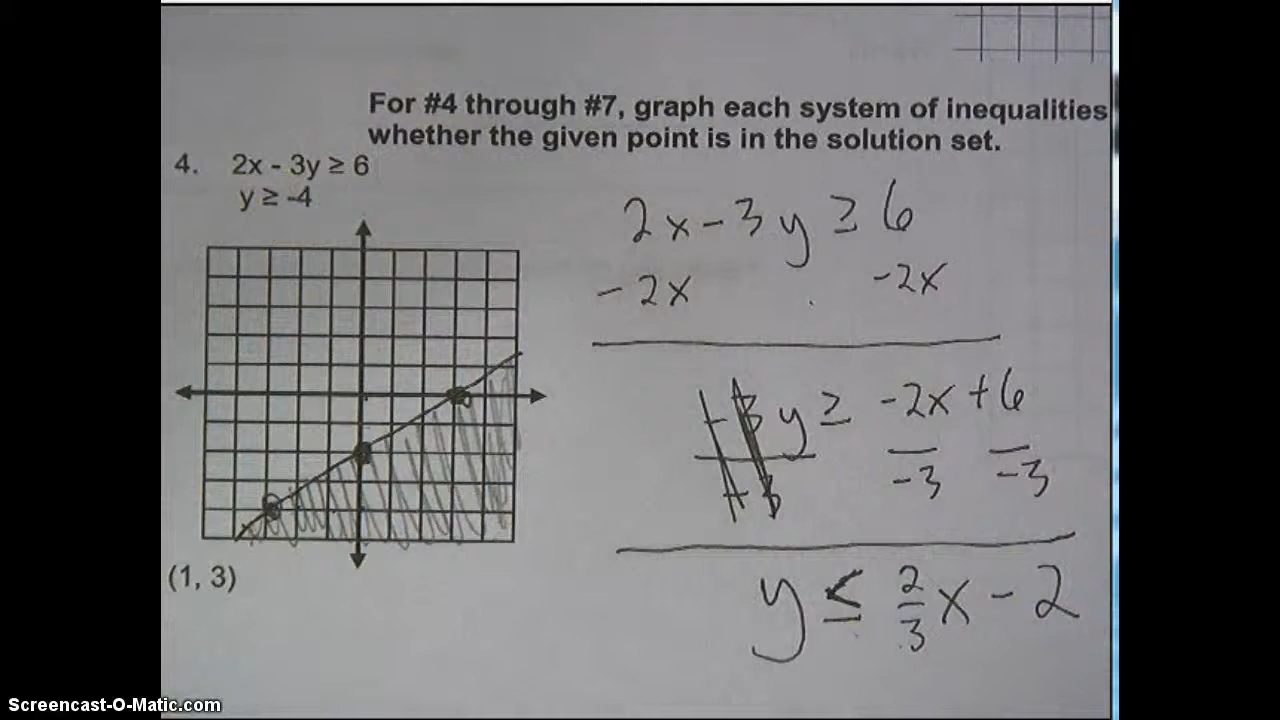 For #4 through #7, graph each system of inequalities
whether the given point is in the solution set.
4. 2x - 3y ≥ 6
y ≥ -4
2x - 3y ≥ 6
- 2x - 2x
-3y ≥ -2x + 6
-3 -3 -3
y ≤ 2/3 x - 2
(1, 3)
Screencast-O-Matic.com